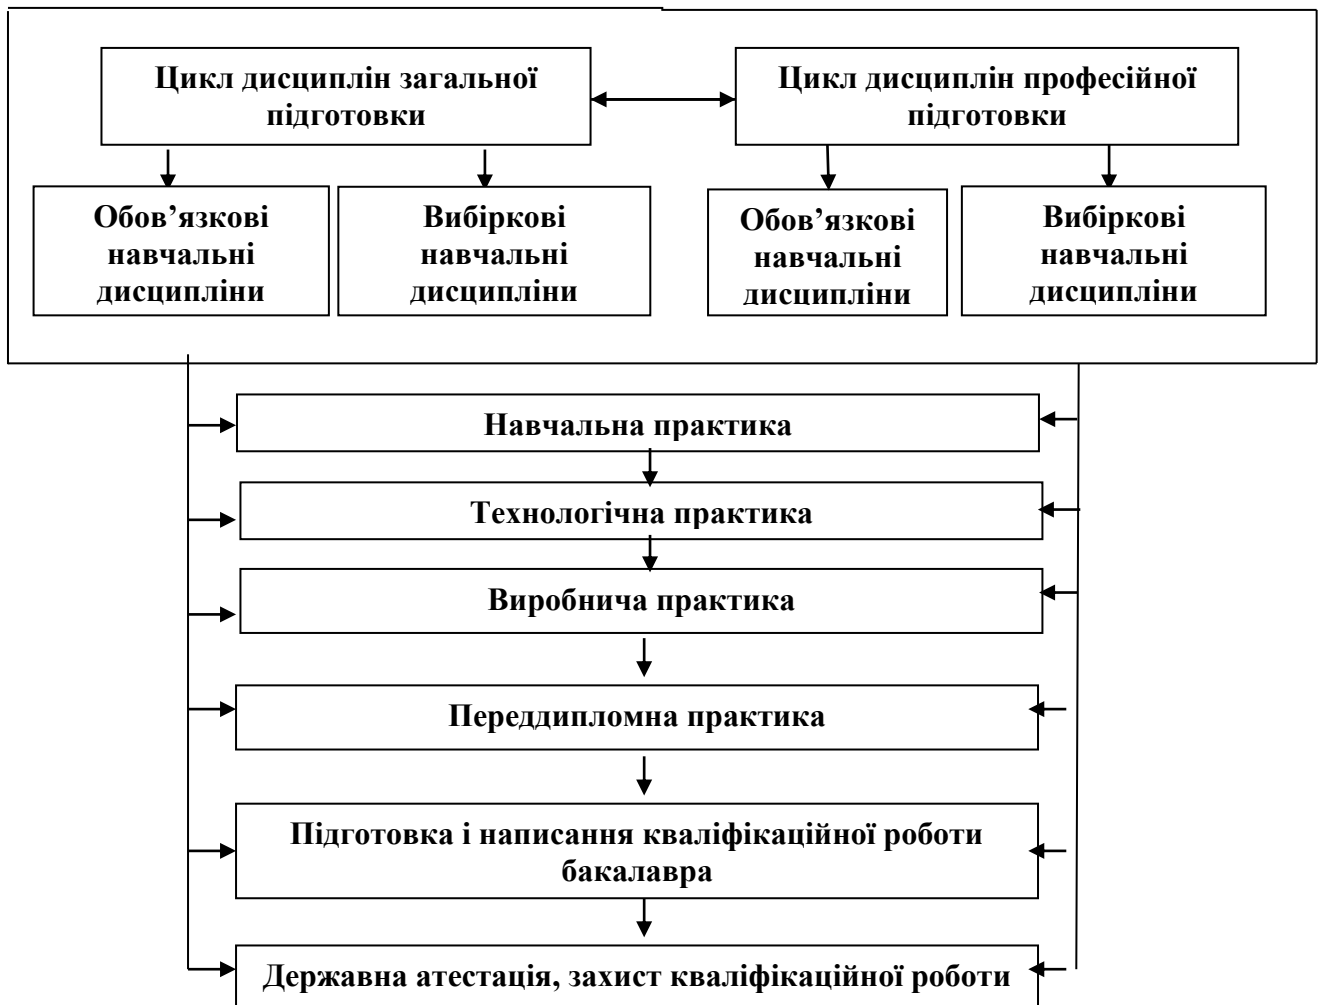 Цикл дисциплін загальної
підготовки
Цикл дисциплін професійної
підготовки
Обов’язкові
навчальні
дисципліни
Вибіркові
навчальні
дисципліни
Обов’язкові
навчальні
дисципліни
Вибіркові
навчальні
дисципліни
Навчальна практика
Технологічна практика
Виробнича практика
Переддипломна практика
Підготовка і написання кваліфікаційної роботи
бакалавра
Державна атестація, захист кваліфікаційної роботи